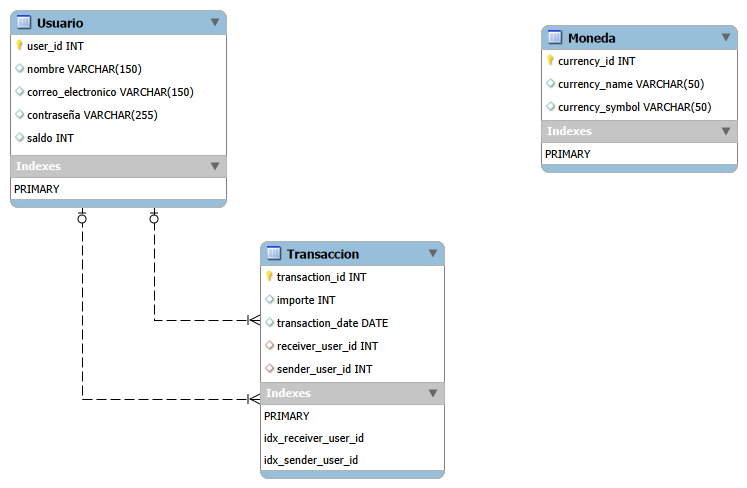 Usuario
user_id INT
nombre VARCHAR(150)
correo_electronico VARCHAR(150)
contraseña VARCHAR(255)
saldo INT
Indexes
PRIMARY
Moneda
currency_id INT
currency_name VARCHAR(50)
currency_symbol VARCHAR(50)
Indexes
PRIMARY
Transaccion
transaction_id INT
importe INT
transaction_date DATE
receiver_user_id INT
sender_user_id INT
Indexes
PRIMARY
idx_receiver_user_id
idx_sender_user_id